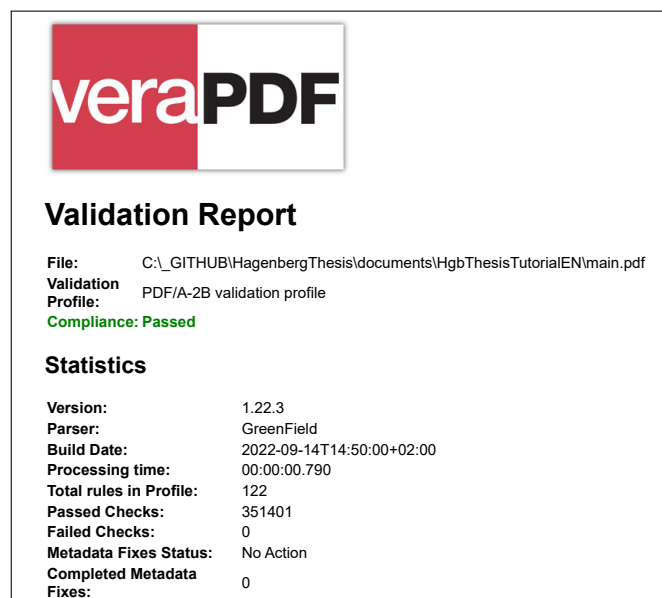 veraPDF
Validation Report
File: C:\_GITHUB\HagenbergThesis\documents\HgbThesisTutorialEN\main.pdf
Validation
Profile: PDF/A-2B validation profile
Compliance: Passed
Statistics
Version: 1.22.3
Parser: GreenField
Build Date: 2022-09-14T14:50:00+02:00
Processing time: 00:00:00.790
Total rules in Profile: 122
Passed Checks: 351401
Failed Checks: 0
Metadata Fixes Status: No Action
Completed Metadata
Fixes: 0